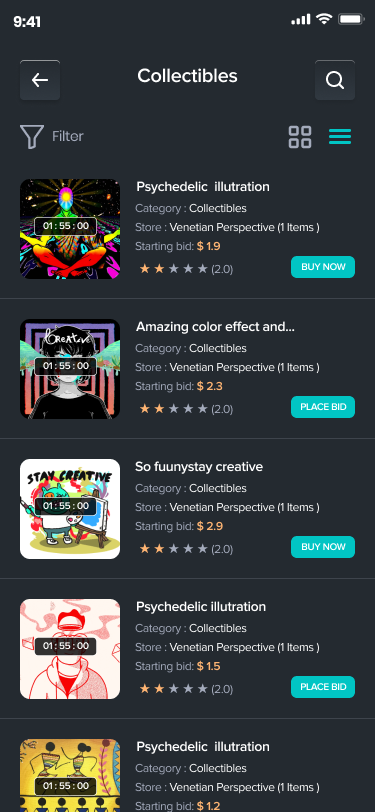 9:41
Collectibles
Filter
Psychedelic illutration
Category : Collectibles
Store : Venetian Perspective (1 Items )
Starting bid: $ 1.9
(2.0)
BUY NOW
01 : 55 : 00
Amazing color effect and...
Category : Collectibles
Store : Venetian Perspective (1 Items )
Starting bid: $ 2.3
(2.0)
PLACE BID
CREATIVE
01 : 55 : 00
So fuunystay creative
Category : Collectibles
Store : Venetian Perspective (1 Items )
Starting bid: $ 2.9
(2.0)
BUY NOW
STAY CREATIVE
01 : 55 : 00
Psychedelic illutration
Category : Collectibles
Store : Venetian Perspective (1 Items )
Starting bid: $ 1.5
(2.0)
PLACE BID
01 : 55 : 00
Psychedelic illutration
Category : Collectibles
Store : Venetian Perspective (1 Items )
Starting bid: $ 1.2
01 : 55 : 00